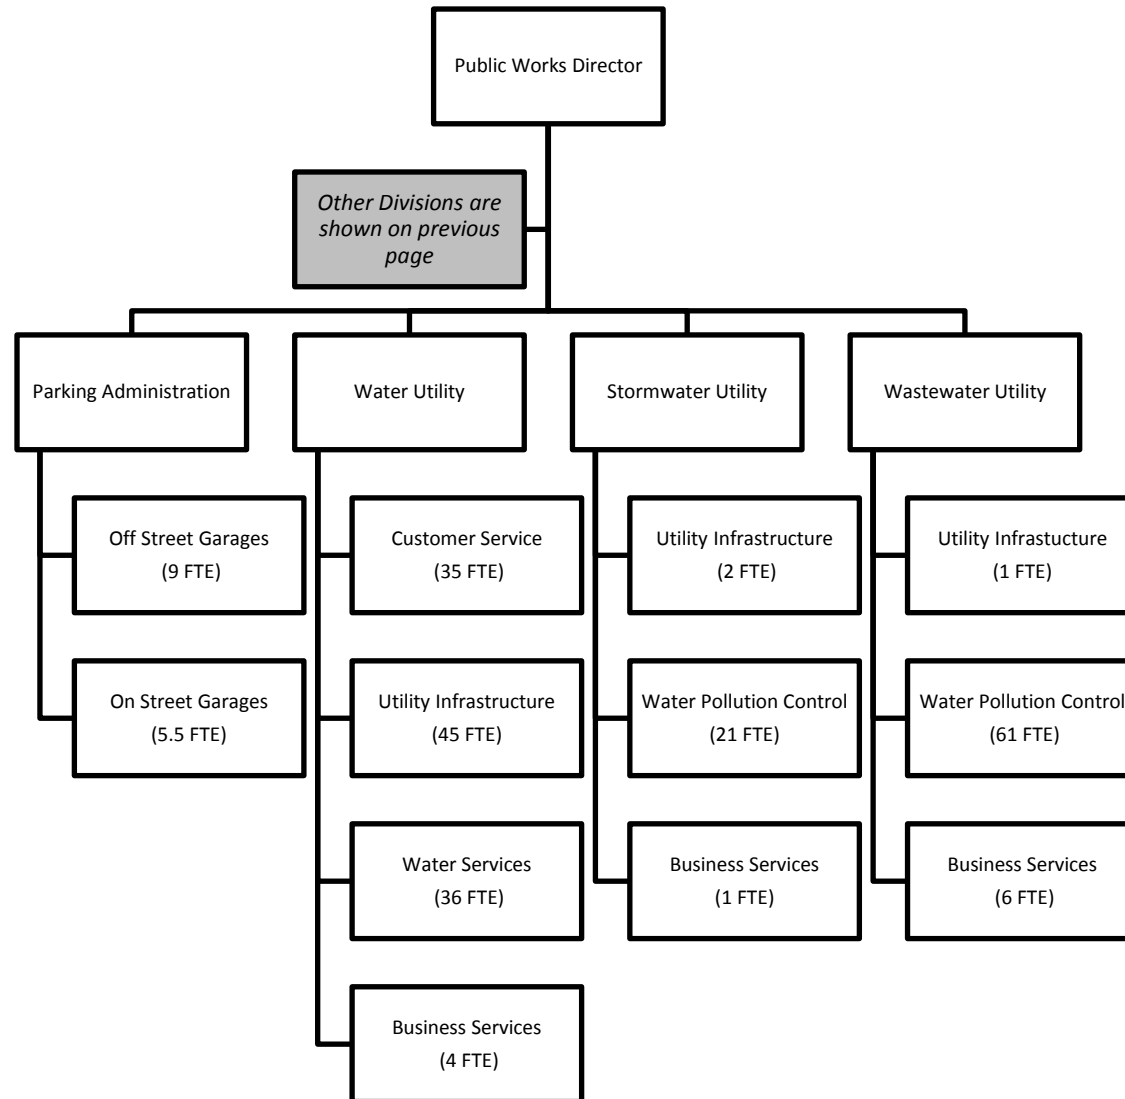 Public Works Director
Other Divisions are
shown on previous
page
Parking Administration
Water Utility
Stormwater Utility
Wastewater Utility
Off Street Garages
(9 FTE)
Customer Service
(35 FTE)
Utility Infrastructure
(2 FTE)
Utility Infastucture
(1 FTE)
On Street Garages
(5.5 FTE)
Utility Infrastructure
(45 FTE)
Water Pollution Control
(21 FTE)
Water Pollution Control
(61 FTE)
Water Services
(36 FTE)
Business Services
(1 FTE)
Business Services
(6 FTE)
Business Services
(4 FTE)